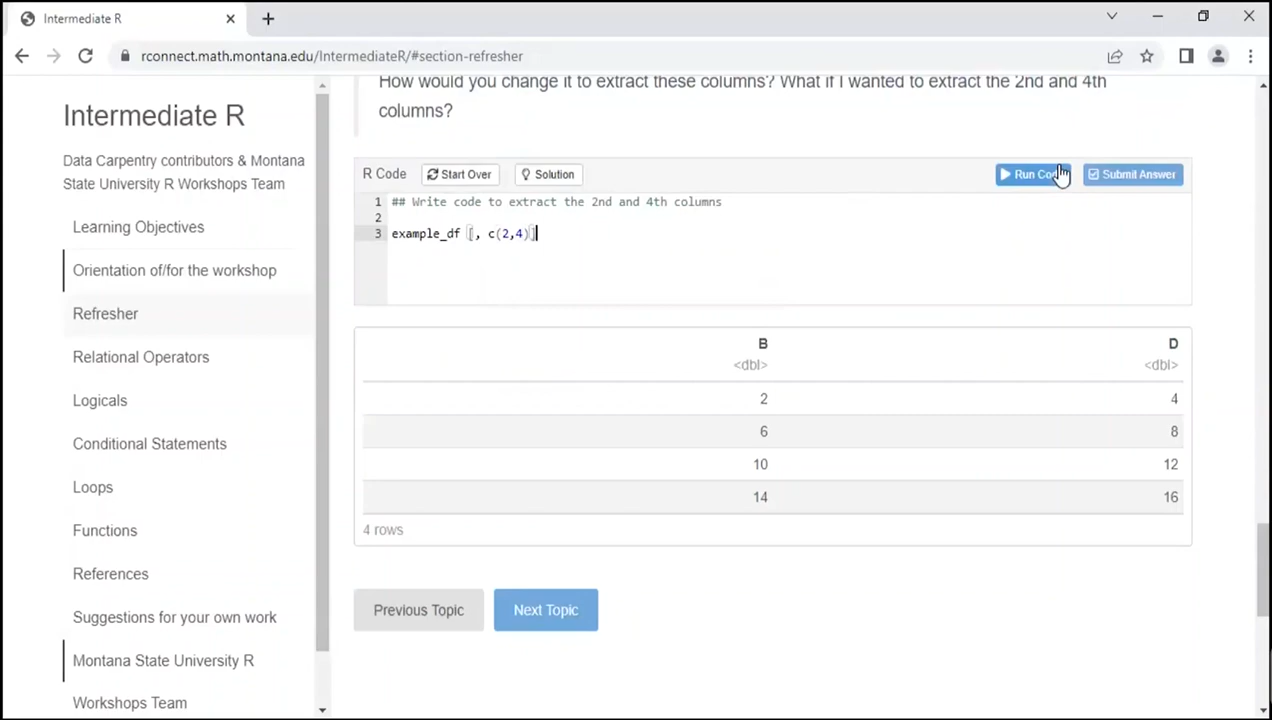 Intermediate R
rconnect.math.montana.edu/IntermediateR/#section-refresher
Intermediate R
Data Carpentry contributors & Montana
State University R Workshops Team
Learning Objectives
Orientation of/for the workshop
Refresher
Relational Operators
Logicals
Conditional Statements
Loops
Functions
References
Suggestions for your own work
Montana State University R
Workshops Team
How would you change it to extract these columns? What if I wanted to extract the 2nd and 4th
columns?
R Code Start Over Solution Run Code Submit Answer
1 ## Write code to extract the 2nd and 4th columns
2
3 example_df [, c(2,4)]
B D
<dbl> <dbl>
2 4
6 8
10 12
14 16
4 rows
Previous Topic Next Topic